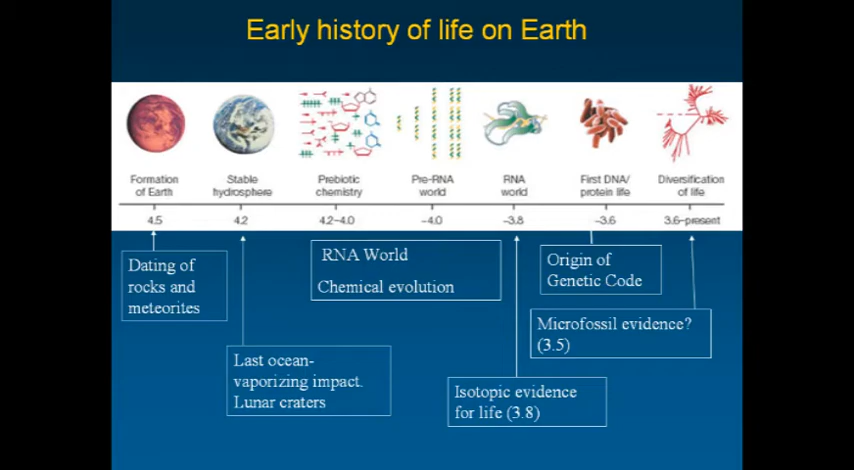 Early history of life on Earth
Formation
of Earth
Stable
hydrosphere
Prebiotic
chemistry
Pre-RNA
world
RNA
world
First DNA/
protein life
Diversification
of life
4.5
4.2
4.2–4.0
~4.0
~3.8
~3.6
3.6–present
Dating of
rocks and
meteorites
RNA World
Chemical evolution
Origin of
Genetic Code
Microfossil evidence?
(3.5)
Last ocean-
vaporizing impact.
Lunar craters
Isotopic evidence
for life (3.8)